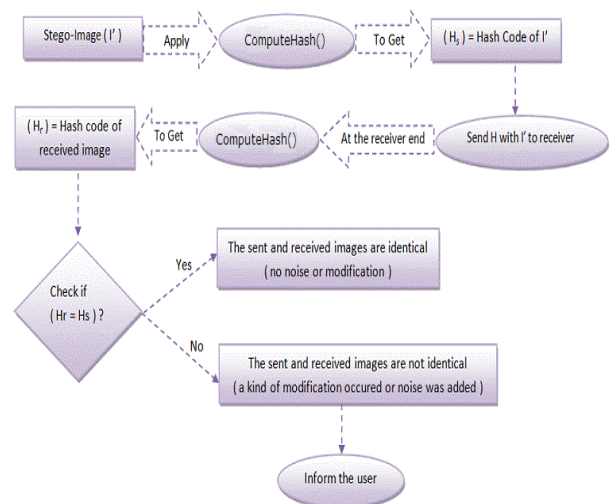 Stego-Image ( I' )
Apply
ComputeHash()
To Get
( Hs ) = Hash Code of I'
Send H with I' to receiver
At the receiver end
ComputeHash()
To Get
( Hr ) = Hash code of
received image
Check if
( Hr = Hs ) ?
Yes
The sent and received images are identical
( no noise or modification )
No
The sent and received images are not identical
( a kind of modification occured or noise was added )
Inform the user